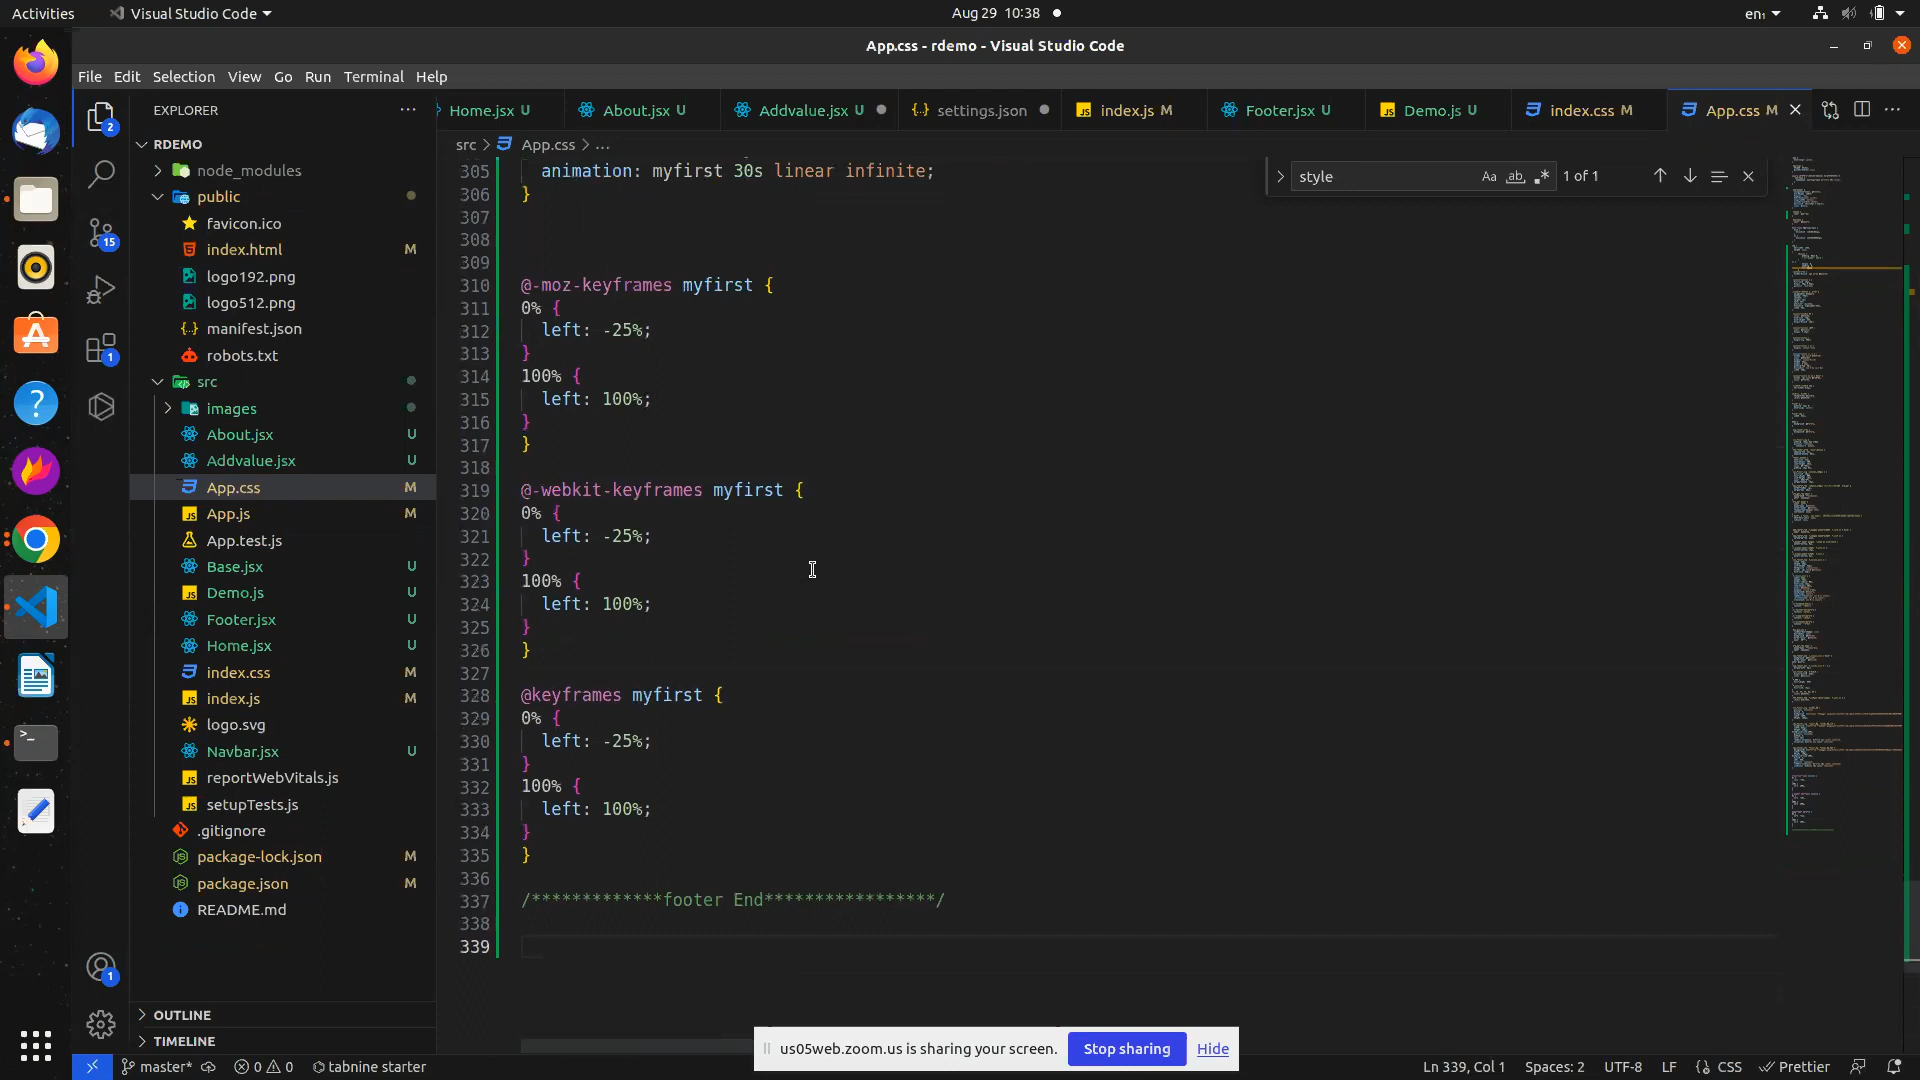 Activities
Visual Studio Code
Aug 29 10:38
en₁
App.css - rdemo - Visual Studio Code
File Edit Selection View Go Run Terminal Help
EXPLORER
Home.jsx U
About.jsx U
Addvalue.jsx U
settings.json
index.js M
Footer.jsx U
Demo.js U
index.css M
App.css M
RDEMO
src > App.css > ...
node_modules
public
favicon.ico
index.html M
logo192.png
logo512.png
manifest.json
robots.txt
src
images
About.jsx U
Addvalue.jsx U
App.css M
App.js M
App.test.js
Base.jsx U
Demo.js U
Footer.jsx U
Home.jsx U
index.css M
index.js M
logo.svg
Navbar.jsx U
reportWebVitals.js
setupTests.js
.gitignore
package-lock.json M
package.json M
README.md
OUTLINE
TIMELINE
2
15
1
1
style
Aa ab .* 1 of 1
305 animation: myfirst 30s linear infinite;
306 }
307
308
309
310 @-moz-keyframes myfirst {
311 0% {
312 left: -25%;
313 }
314 100% {
315 left: 100%;
316 }
317 }
318
319 @-webkit-keyframes myfirst {
320 0% {
321 left: -25%;
322 }
323 100% {
324 left: 100%;
325 }
326 }
327
328 @keyframes myfirst {
329 0% {
330 left: -25%;
331 }
332 100% {
333 left: 100%;
334 }
335 }
336
337 /*************footer End*****************/
338
339
us05web.zoom.us is sharing your screen. Stop sharing Hide
master* 0 0 tabnine starter
Ln 339, Col 1 Spaces: 2 UTF-8 LF {} CSS Prettier